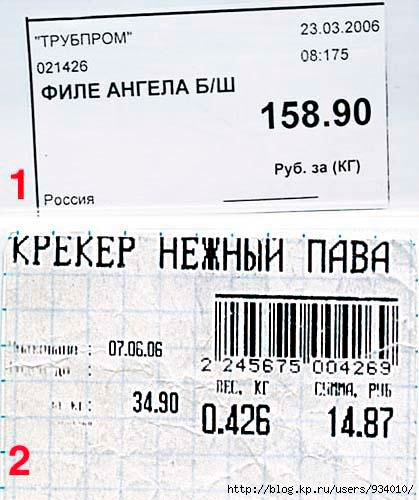 "ТРУБПРОМ" 23.03.2006
021426 08:175
ФИЛЕ АНГЕЛА Б/Ш
158.90
1
Руб. за (КГ)
Россия
КРЕКЕР НЕЖНЫЙ ПАВА
07.06.06
2 245675 004269
ВЕС, КГ СУММА, РУБ
КГ: 34.90 0.426 14.87
2
http://blog.kp.ru/users/934010/